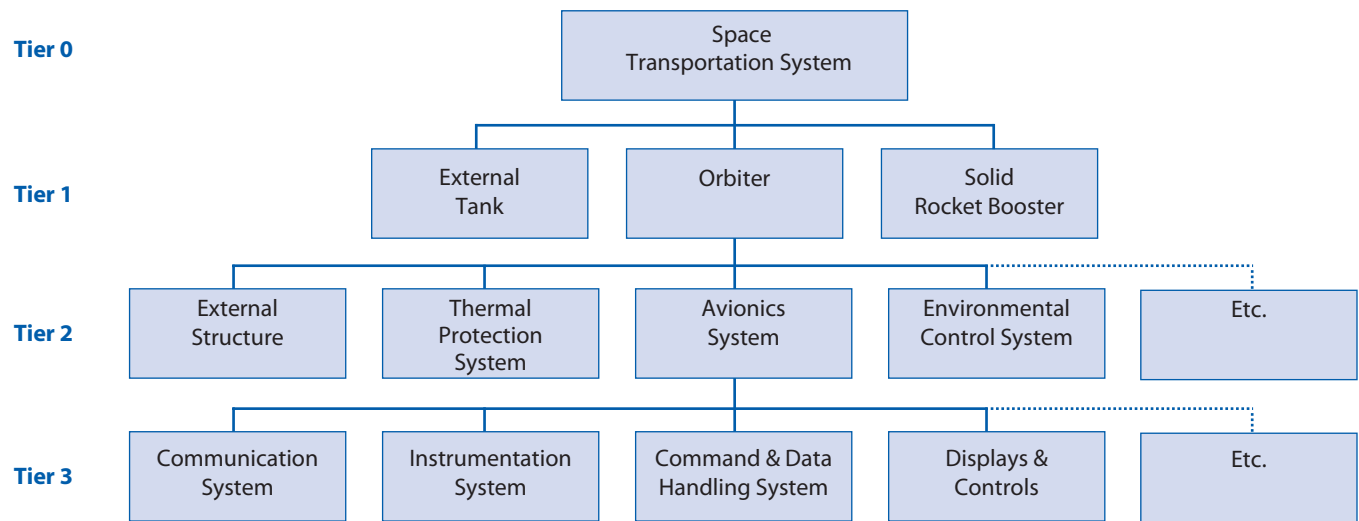 Tier 0
Space
Transportation System
Tier 1
External
Tank
Orbiter
Solid
Rocket Booster
Tier 2
External
Structure
Thermal
Protection
System
Avionics
System
Environmental
Control System
Etc.
Tier 3
Communication
System
Instrumentation
System
Command & Data
Handling System
Displays &
Controls
Etc.